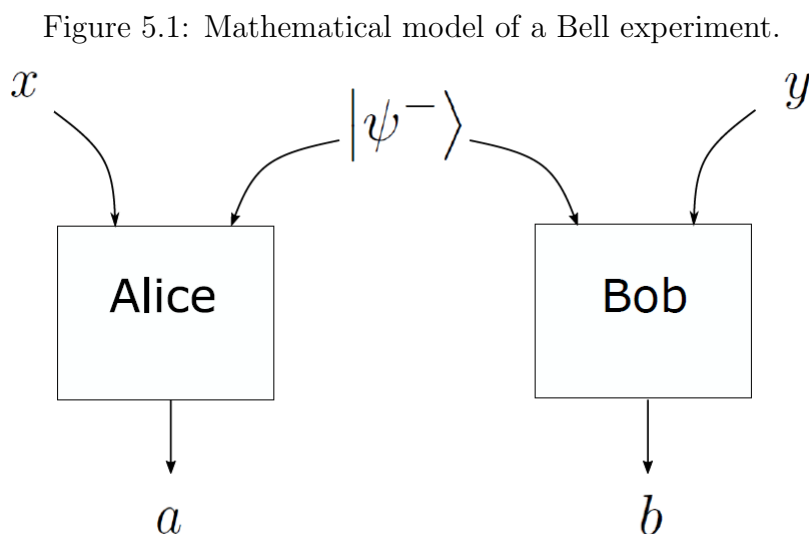 Figure 5.1: Mathematical model of a Bell experiment.
x |ψ⁻⟩ y
Alice Bob
a b